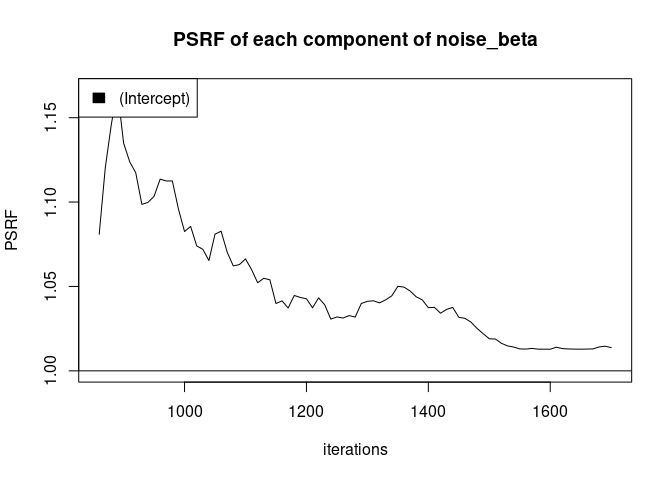 PSRF of each component of noise_beta
(Intercept)
PSRF
1.15
1.10
1.05
1.00
1000 1200 1400 1600
iterations